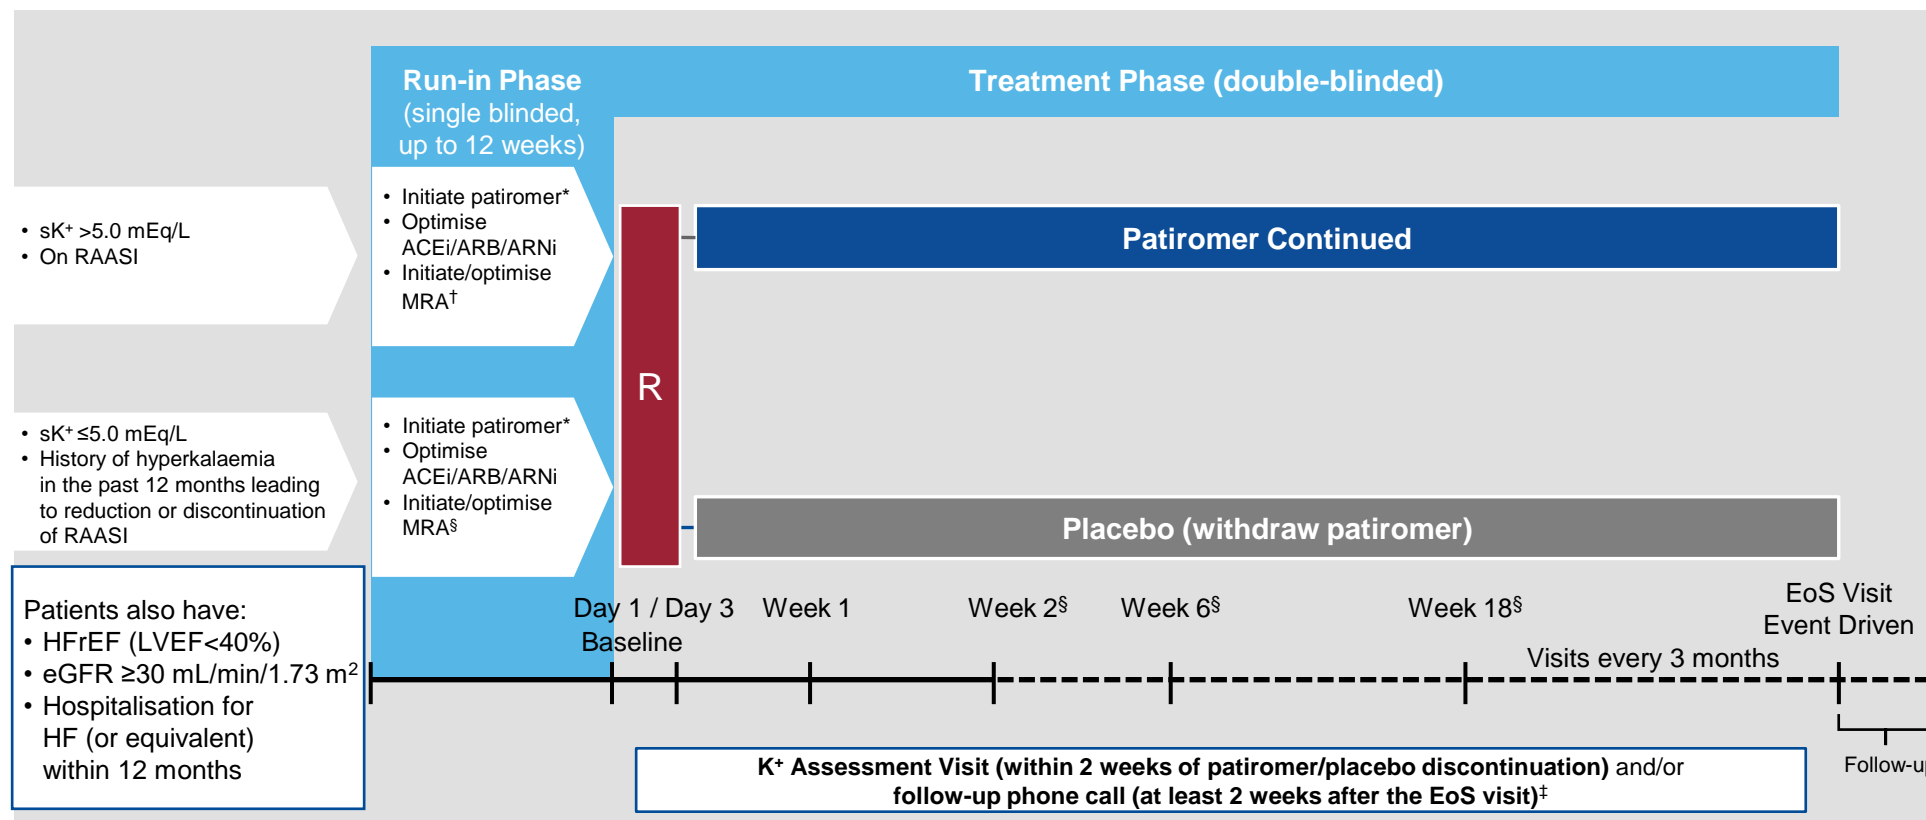 Run-in Phase
(single blinded,
up to 12 weeks)
Treatment Phase (double-blinded)
• sK⁺ >5.0 mEq/L
• On RAASI
• Initiate patiromer*
• Optimise
ACEi/ARB/ARNi
• Initiate/optimise
MRA†
R
Patiromer Continued
• sK⁺ ≤5.0 mEq/L
• History of hyperkalaemia
in the past 12 months leading
to reduction or discontinuation
of RAASI
• Initiate patiromer*
• Optimise
ACEi/ARB/ARNi
• Initiate/optimise
MRA§
Placebo (withdraw patiromer)
Patients also have:
• HFrEF (LVEF<40%)
• eGFR ≥30 mL/min/1.73 m²
• Hospitalisation for
HF (or equivalent)
within 12 months
Day 1 / Day 3
Baseline
Week 1
Week 2§
Week 6§
Week 18§
Visits every 3 months
EoS Visit
Event Driven
K⁺ Assessment Visit (within 2 weeks of patiromer/placebo discontinuation) and/or
follow-up phone call (at least 2 weeks after the EoS visit)‡
Follow-up